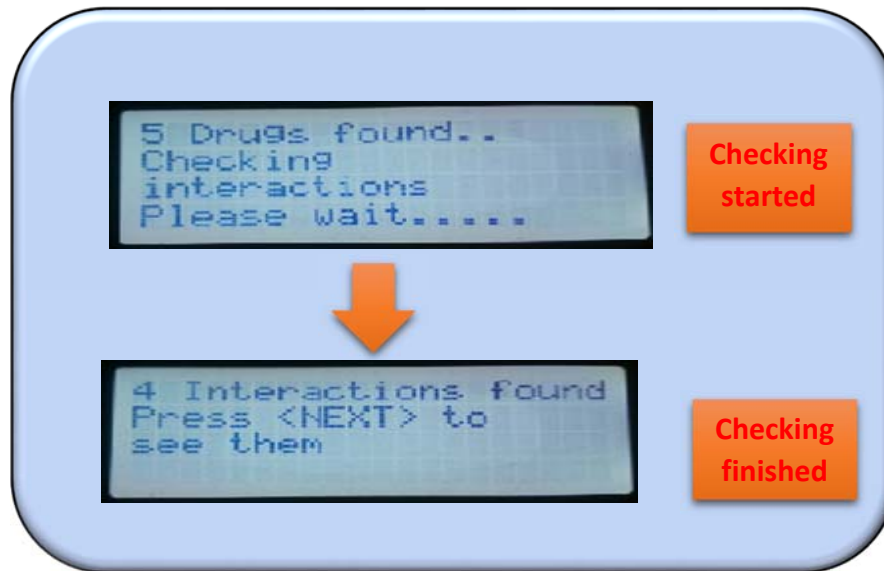 5 Drugs found..
Checking
interactions
Please wait.....
Checking
started
4 Interactions found
Press <NEXT> to
see them
Checking
finished